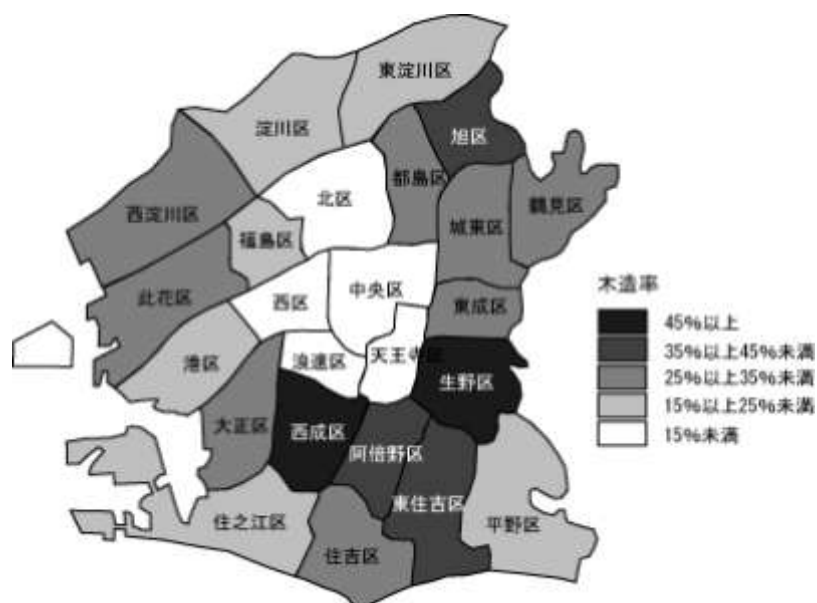 東淀川区
淀川区
旭区
都島区
北区
鶴見区
西淀川区
城東区
福島区
此花区
中央区
西区
東成区
天王寺区
浪速区
港区
生野区
大正区
西成区
阿倍野区
東住吉区
住之江区
平野区
住吉区
木造率
45%以上
35%以上45%未満
25%以上35%未満
15%以上25%未満
15%未満